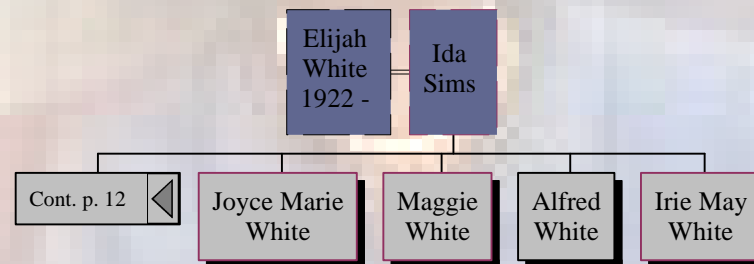 Elijah
White
1922 -
Ida
Sims
Cont. p. 12
Joyce Marie
White
Maggie
White
Alfred
White
Irie May
White